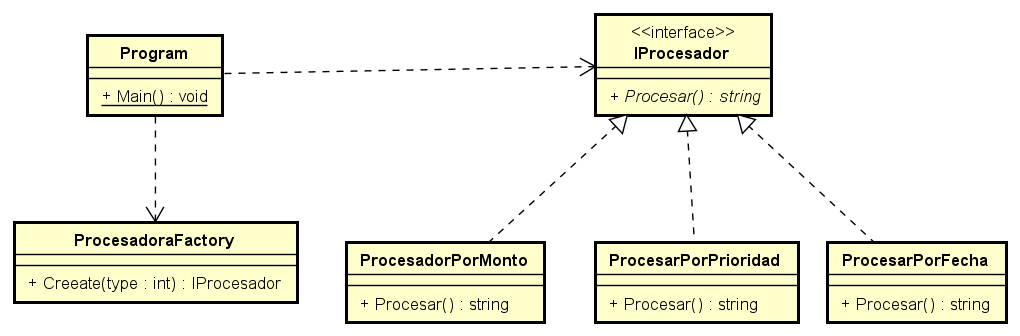 Program
+ Main() : void
<<interface>>
IProcesador
+ Procesar() : string
ProcesadoraFactory
+ Creeate(type : int) : IProcesador
ProcesadorPorMonto
+ Procesar() : string
ProcesarPorPrioridad
+ Procesar() : string
ProcesarPorFecha
+ Procesar() : string